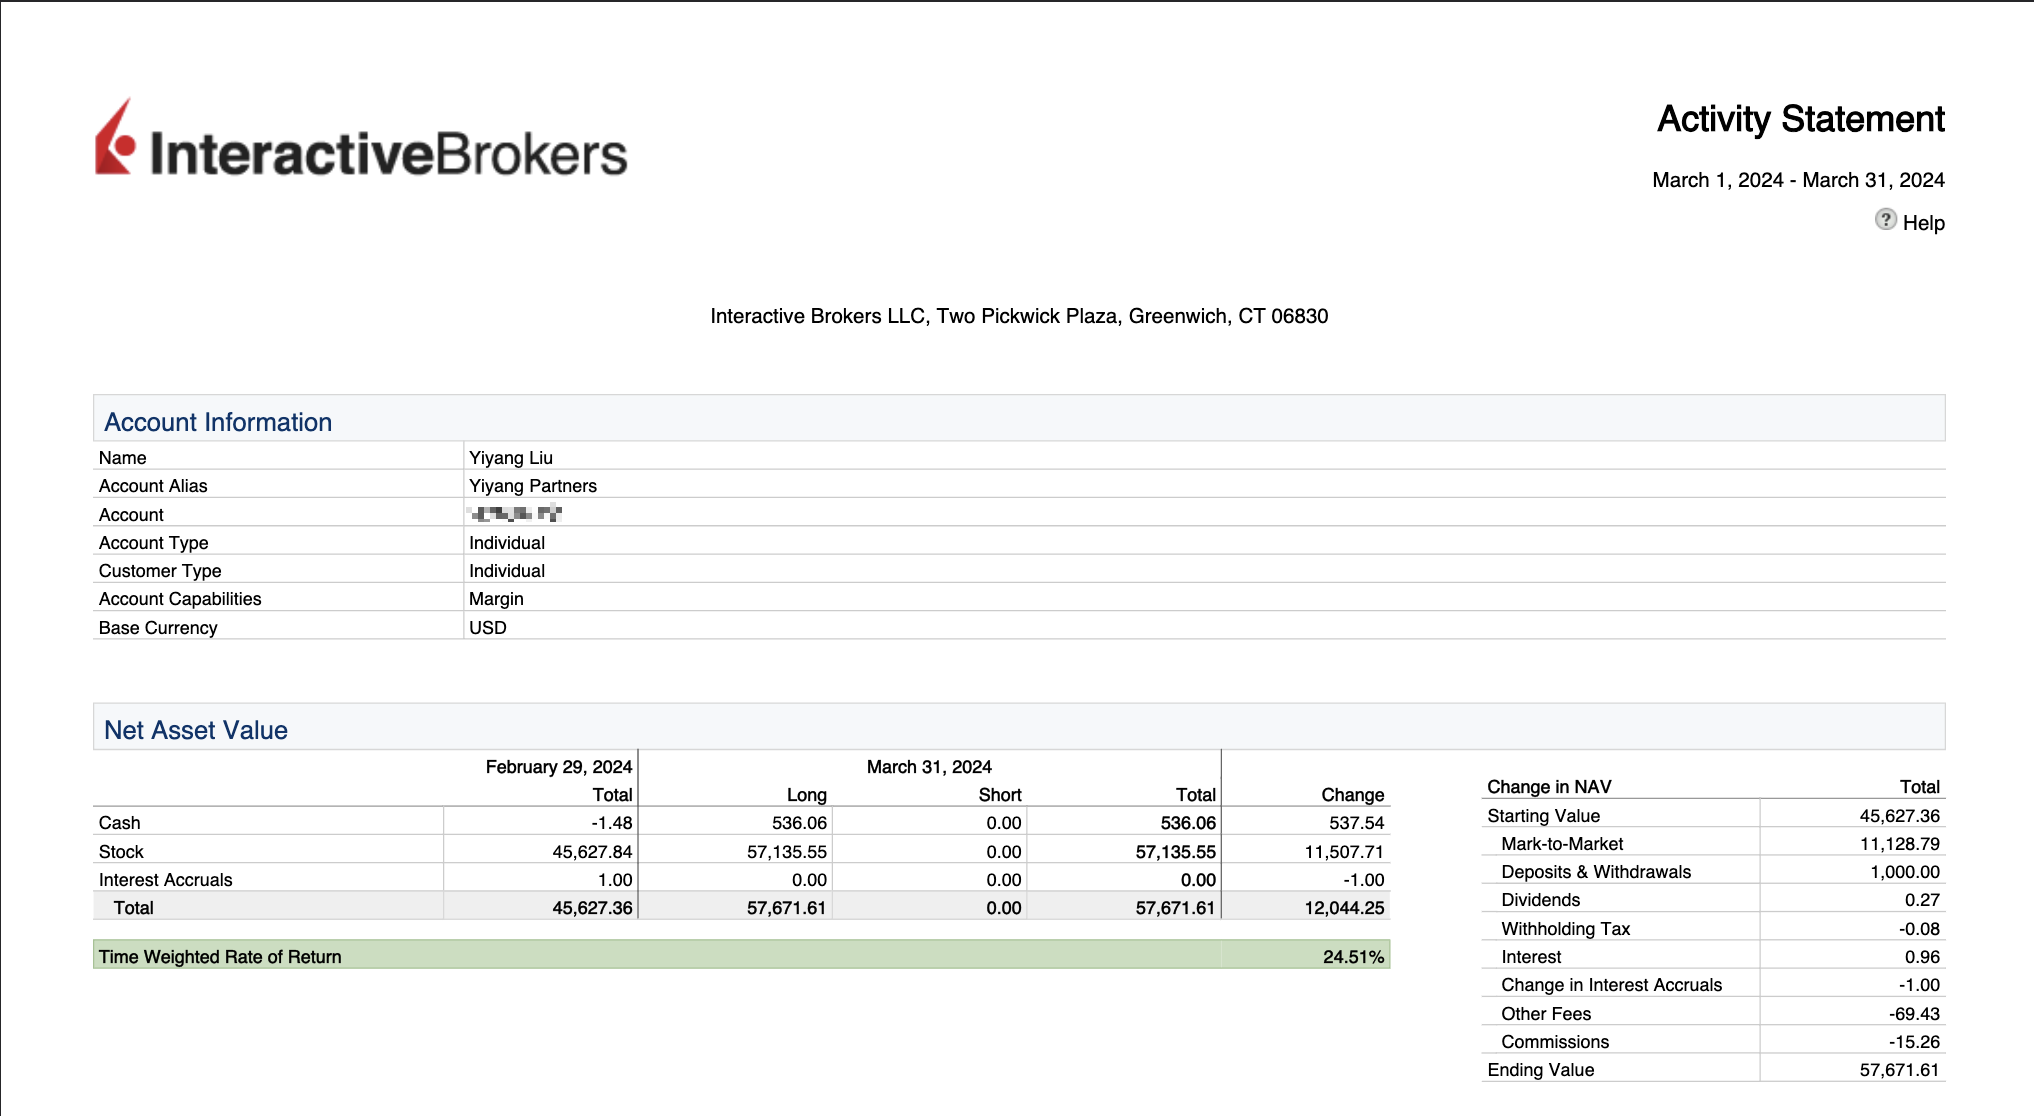 InteractiveBrokers
Activity Statement
March 1, 2024 - March 31, 2024
? Help
Interactive Brokers LLC, Two Pickwick Plaza, Greenwich, CT 06830
Account Information
Name Yiyang Liu
Account Alias Yiyang Partners
Account
Account Type Individual
Customer Type Individual
Account Capabilities Margin
Base Currency USD
Net Asset Value
February 29, 2024 March 31, 2024
Total Long Short Total Change
Cash -1.48 536.06 0.00 536.06 537.54
Stock 45,627.84 57,135.55 0.00 57,135.55 11,507.71
Interest Accruals 1.00 0.00 0.00 0.00 -1.00
Total 45,627.36 57,671.61 0.00 57,671.61 12,044.25
Time Weighted Rate of Return 24.51%
Change in NAV Total
Starting Value 45,627.36
Mark-to-Market 11,128.79
Deposits & Withdrawals 1,000.00
Dividends 0.27
Withholding Tax -0.08
Interest 0.96
Change in Interest Accruals -1.00
Other Fees -69.43
Commissions -15.26
Ending Value 57,671.61